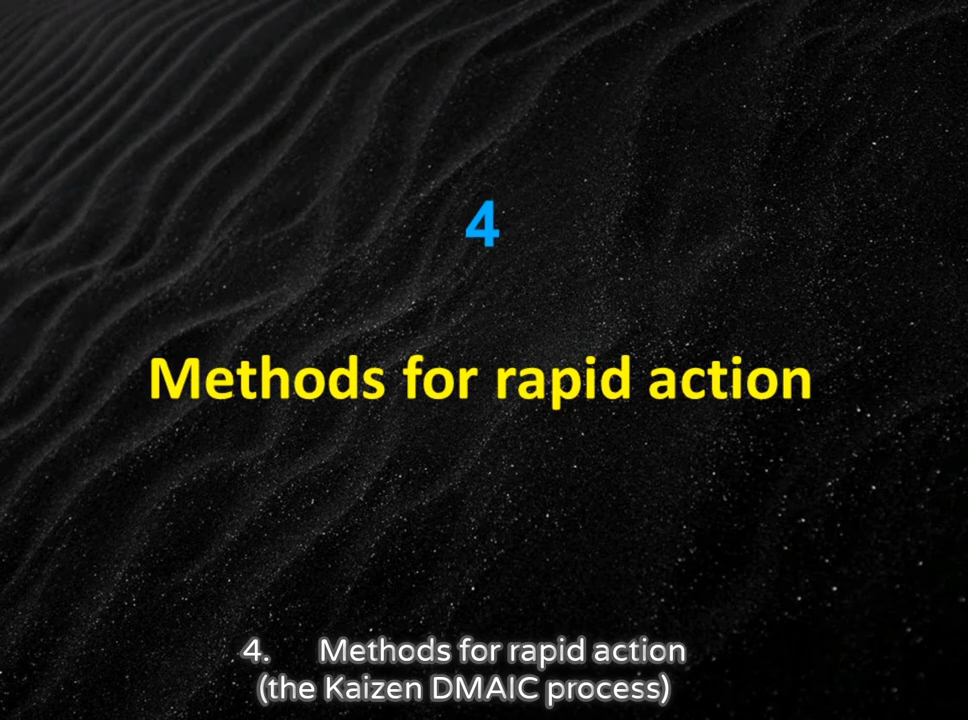 4
Methods for rapid action
4. Methods for rapid action
(the Kaizen DMAIC process)